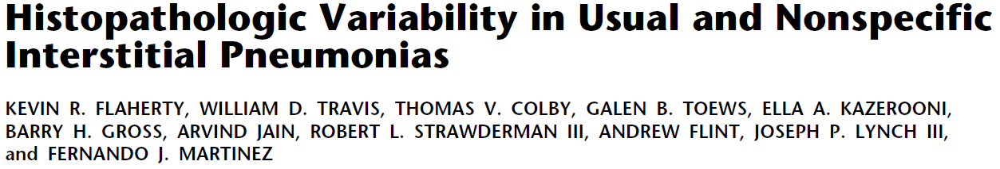 Histopathologic Variability in Usual and Nonspecific
Interstitial Pneumonias
KEVIN R. FLAHERTY, WILLIAM D. TRAVIS, THOMAS V. COLBY, GALEN B. TOEWS, ELLA A. KAZEROONI,
BARRY H. GROSS, ARVIND JAIN, ROBERT L. STRAWDERMAN III, ANDREW FLINT, JOSEPH P. LYNCH III,
and FERNANDO J. MARTINEZ